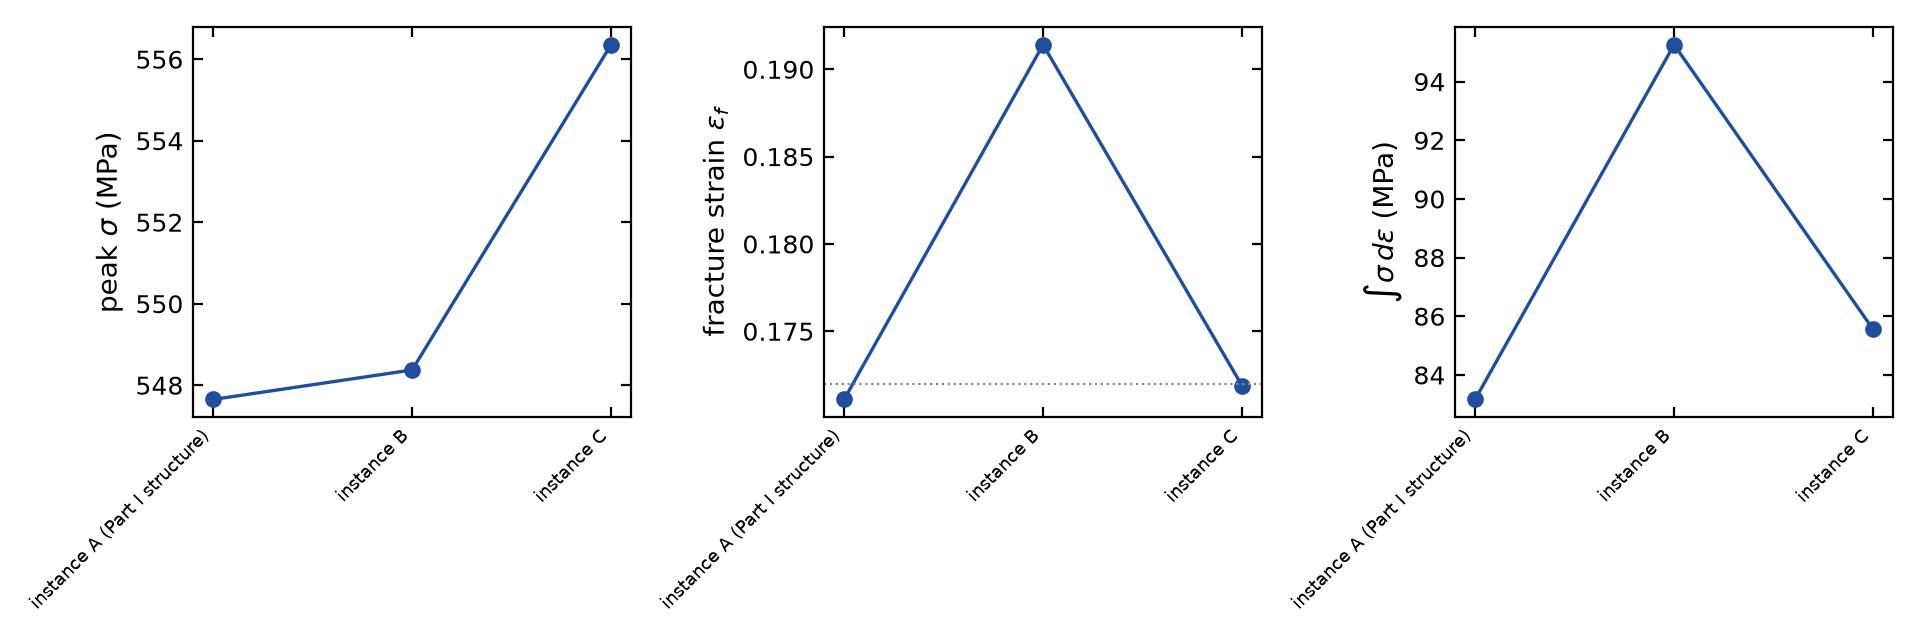 peak σ (MPa)
556
554
552
550
548
instance A (Part I structure)
instance B
instance C
fracture strain εf
0.190
0.185
0.180
0.175
instance A (Part I structure)
instance B
instance C
∫σ dε (MPa)
94
92
90
88
86
84
instance A (Part I structure)
instance B
instance C